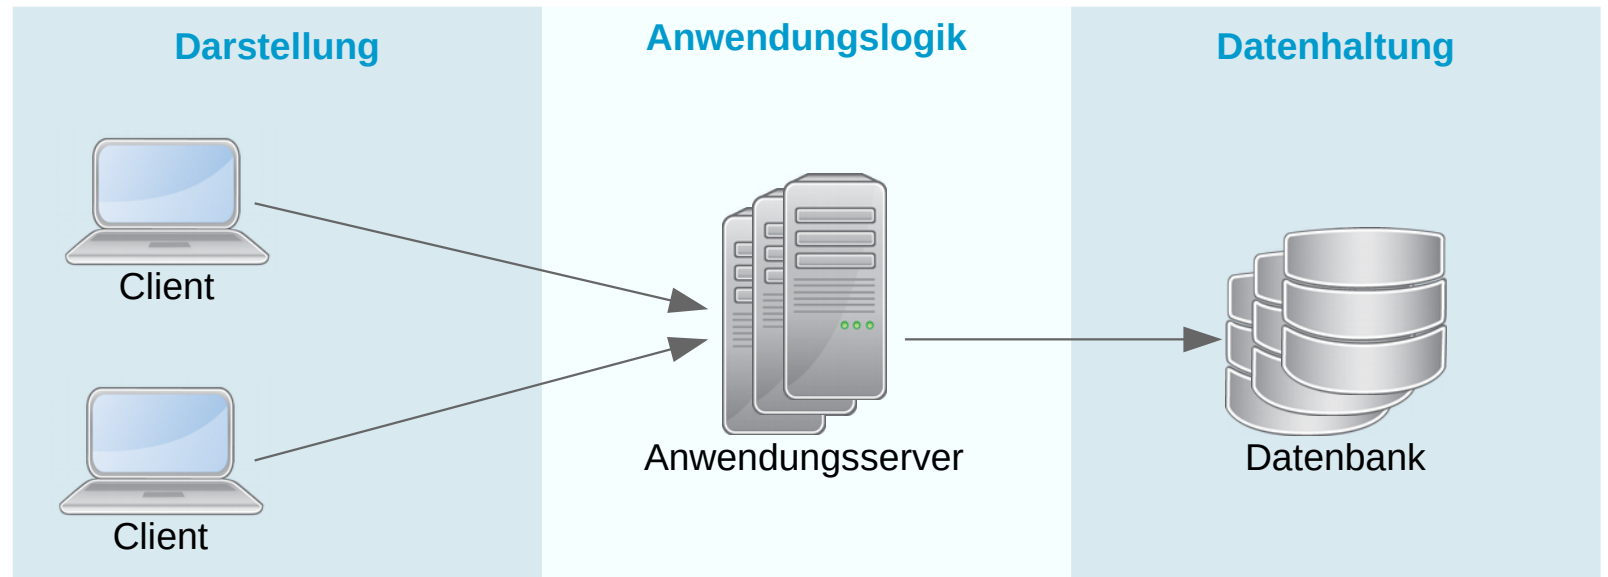 Darstellung
Anwendungslogik
Datenhaltung
Client
Client
Anwendungsserver
Datenbank